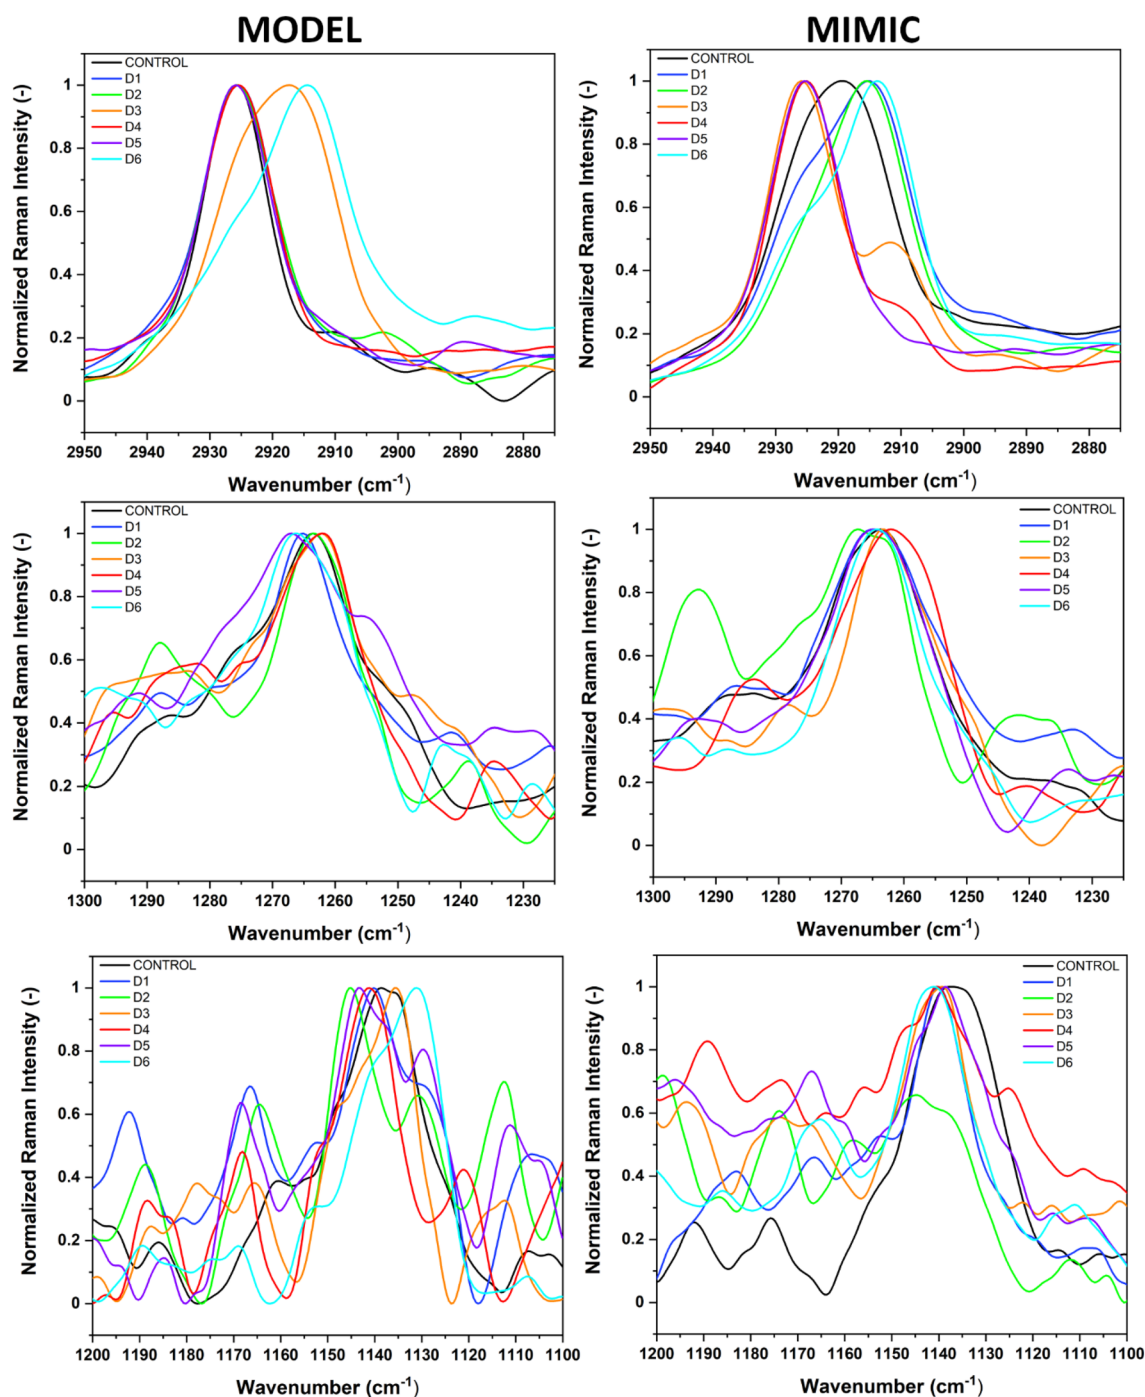 MODEL
MIMIC
CONTROL
D1
D2
D3
D4
D5
D6
1
0.8
0.6
0.4
0.2
0
2950 2940 2930 2920 2910 2900 2890 2880
Wavenumber (cm⁻¹)
Normalized Raman Intensity (-)
CONTROL
D1
D2
D3
D4
D5
D6
1
0.8
0.6
0.4
0.2
0
2950 2940 2930 2920 2910 2900 2890 2880
Wavenumber (cm⁻¹)
Normalized Raman Intensity (-)
CONTROL
D1
D2
D3
D4
D5
D6
1
0.8
0.6
0.4
0.2
0
1300 1290 1280 1270 1260 1250 1240 1230
Wavenumber (cm⁻¹)
Normalized Raman Intensity (-)
CONTROL
D1
D2
D3
D4
D5
D6
1
0.8
0.6
0.4
0.2
0
1300 1290 1280 1270 1260 1250 1240 1230
Wavenumber (cm⁻¹)
Normalized Raman Intensity (-)
CONTROL
D1
D2
D3
D4
D5
D6
1
0.8
0.6
0.4
0.2
0
1200 1190 1180 1170 1160 1150 1140 1130 1120 1110 1100
Wavenumber (cm⁻¹)
Normalized Raman Intensity (-)
CONTROL
D1
D2
D3
D4
D5
D6
1
0.8
0.6
0.4
0.2
0
1200 1190 1180 1170 1160 1150 1140 1130 1120 1110 1100
Wavenumber (cm⁻¹)
Normalized Raman Intensity (-)